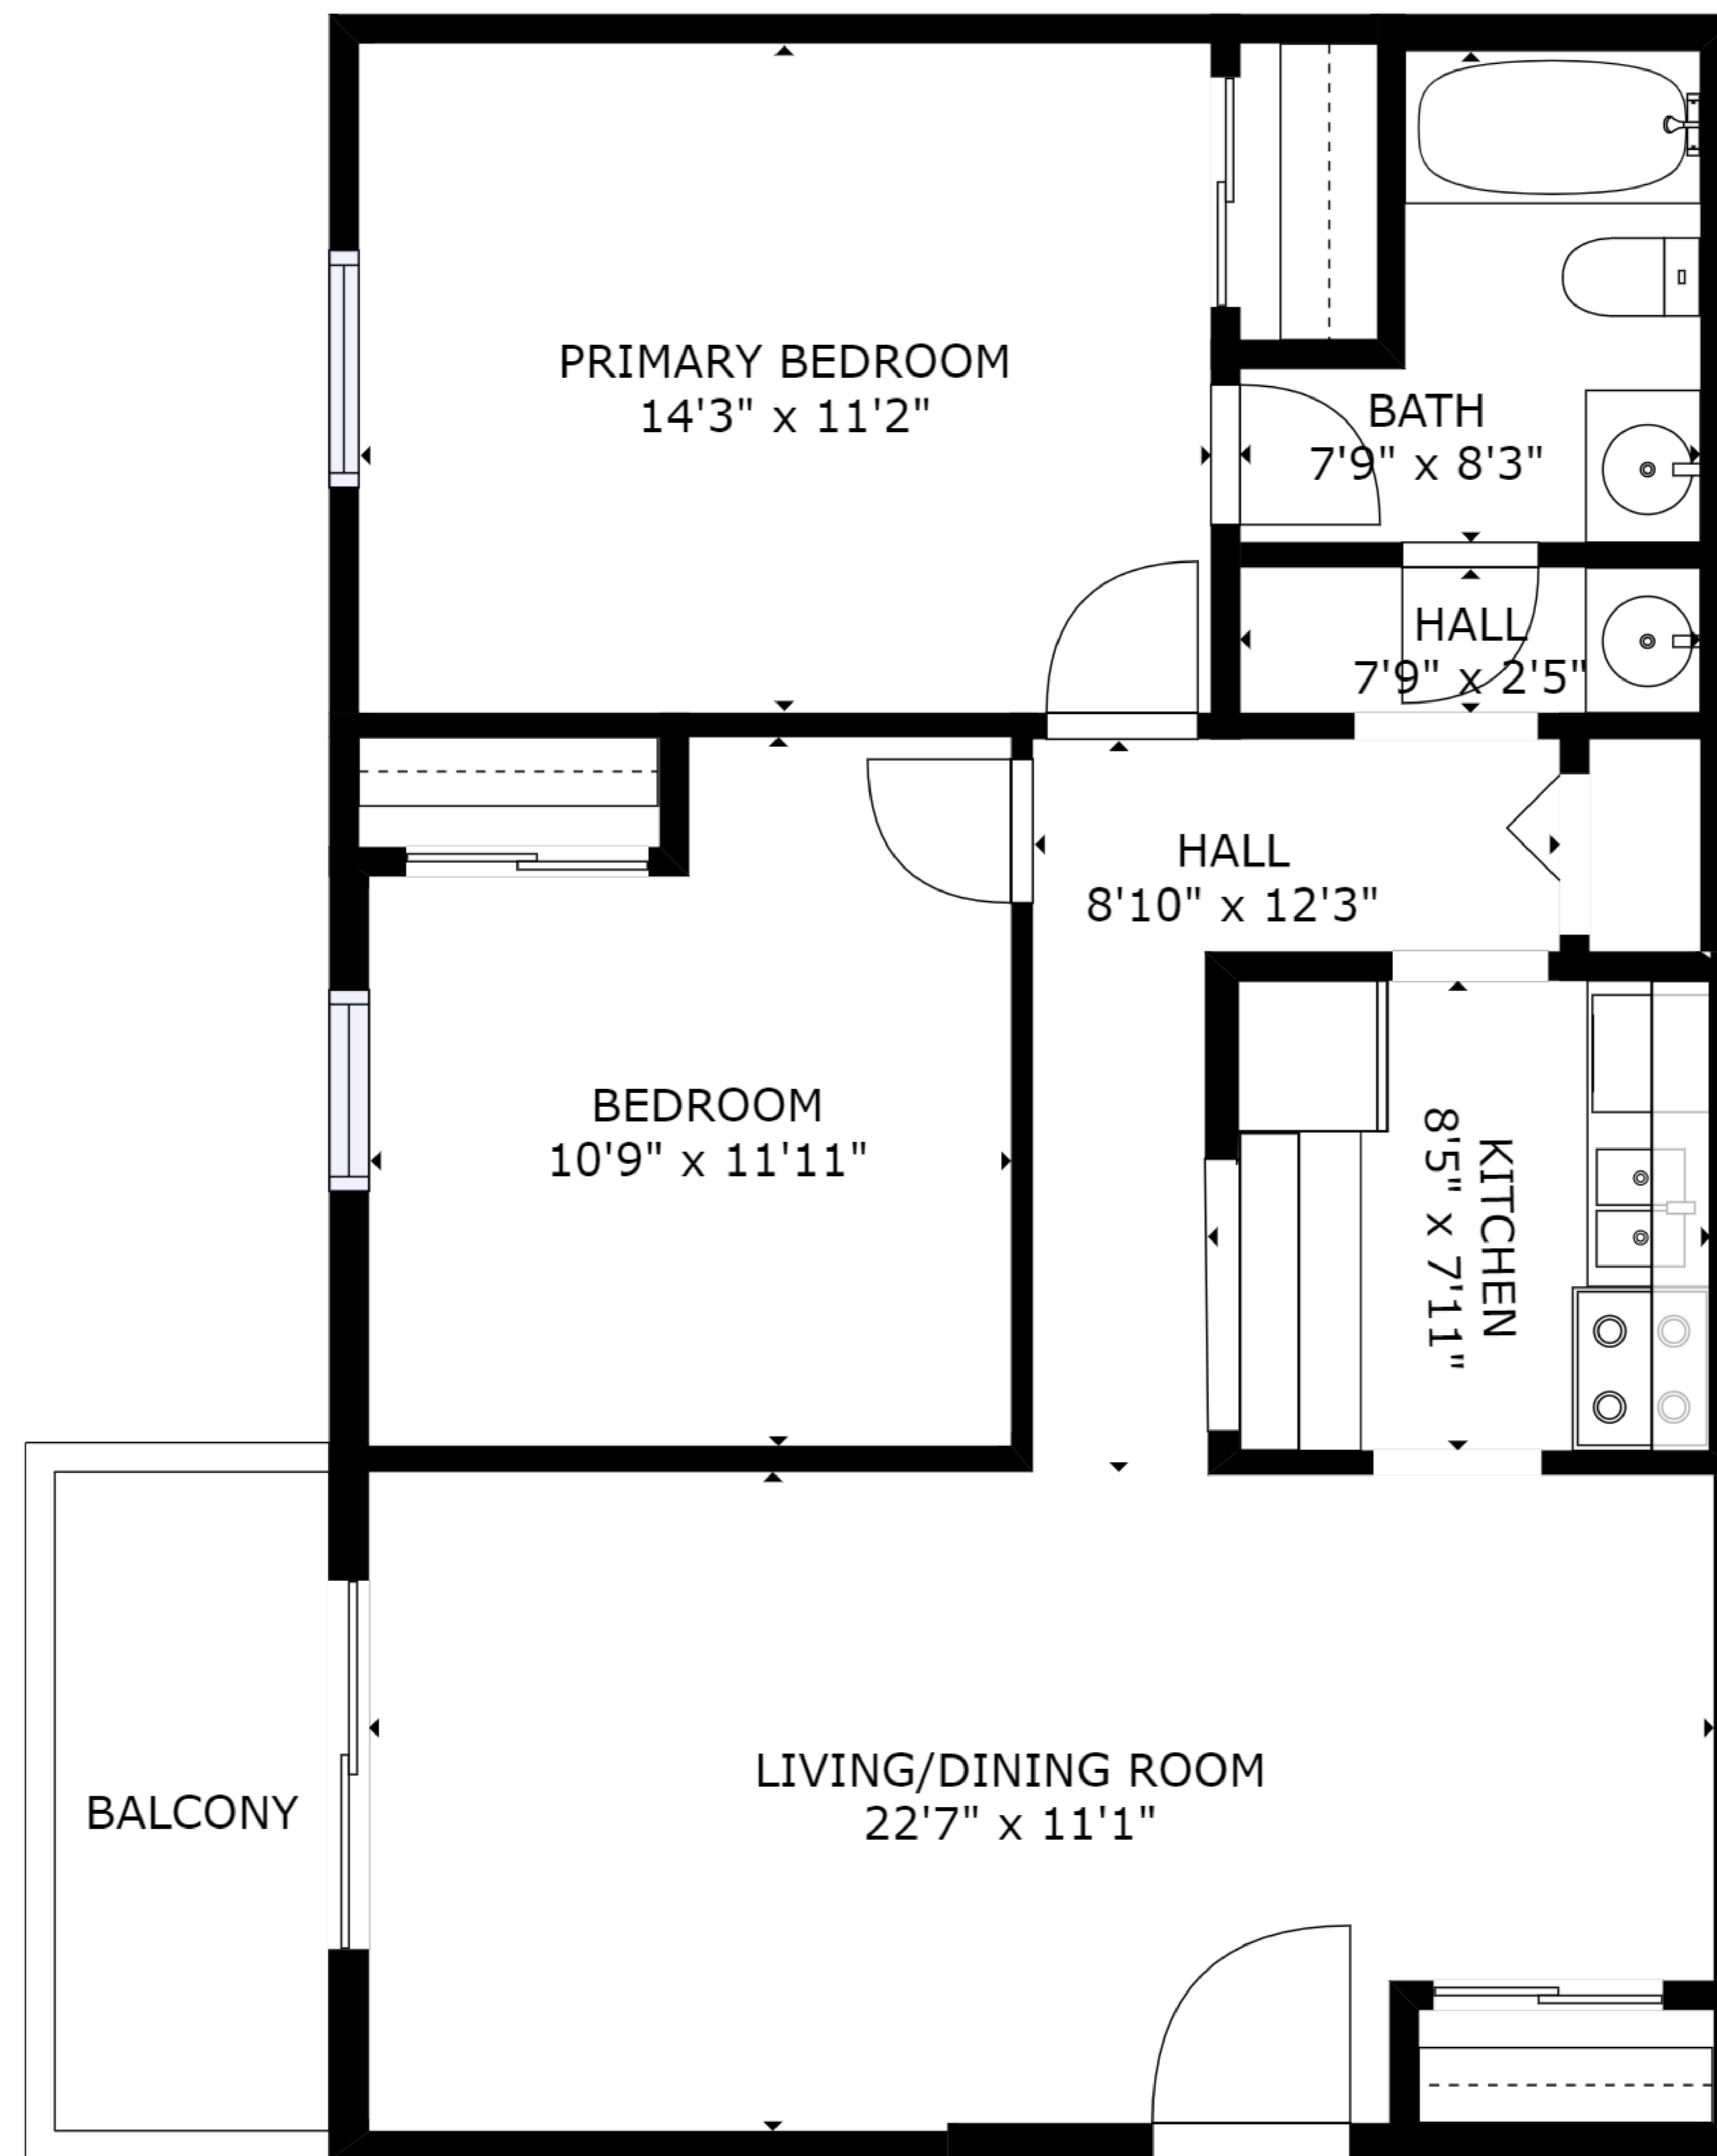 PRIMARY BEDROOM
14'3" x 11'2"
BATH
7'9" x 8'3"
HALL
7'9" x 2'5"
HALL
8'10" x 12'3"
BEDROOM
10'9" x 11'11"
KITCHEN
8'5" x 7'11"
LIVING/DINING ROOM
22'7" x 11'1"
BALCONY